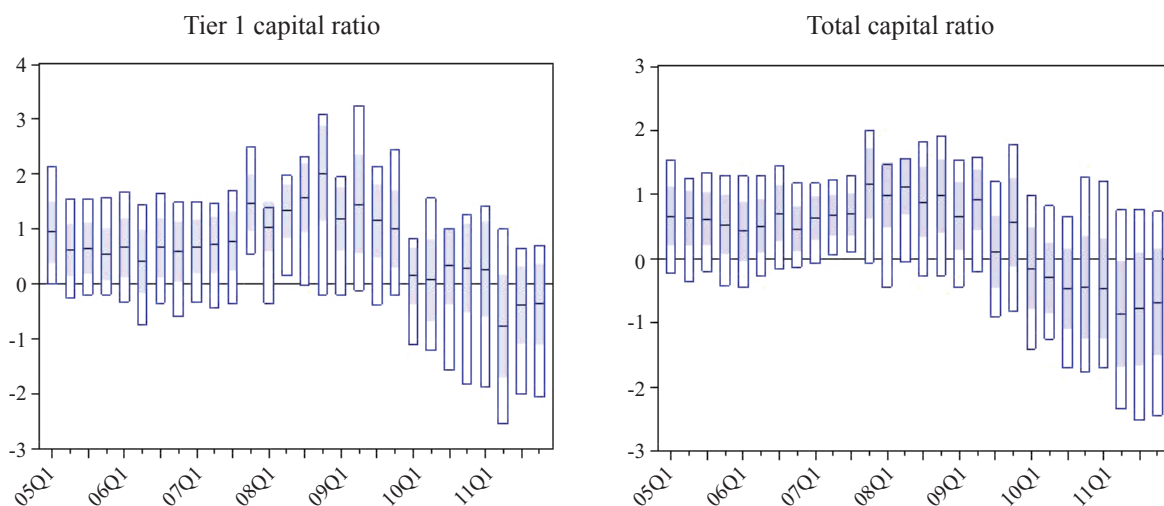 Tier 1 capital ratio
4
3
2
1
0
-1
-2
-3
05Q1
06Q1
07Q1
08Q1
09Q1
10Q1
11Q1
Total capital ratio
3
2
1
0
-1
-2
-3
05Q1
06Q1
07Q1
08Q1
09Q1
10Q1
11Q1